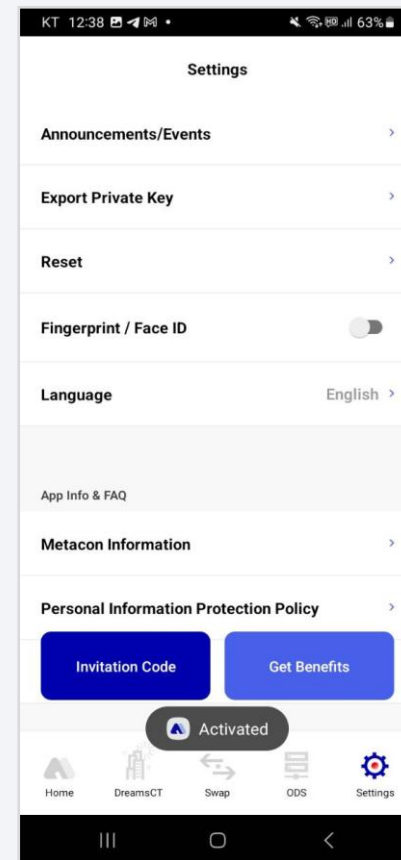 KT 12:38
63%
Settings
Announcements/Events
Export Private Key
Reset
Fingerprint / Face ID
Language English
App Info & FAQ
Metacon Information
Personal Information Protection Policy
Invitation Code Get Benefits
Activated
Home DreamsCT Swap ODS Settings